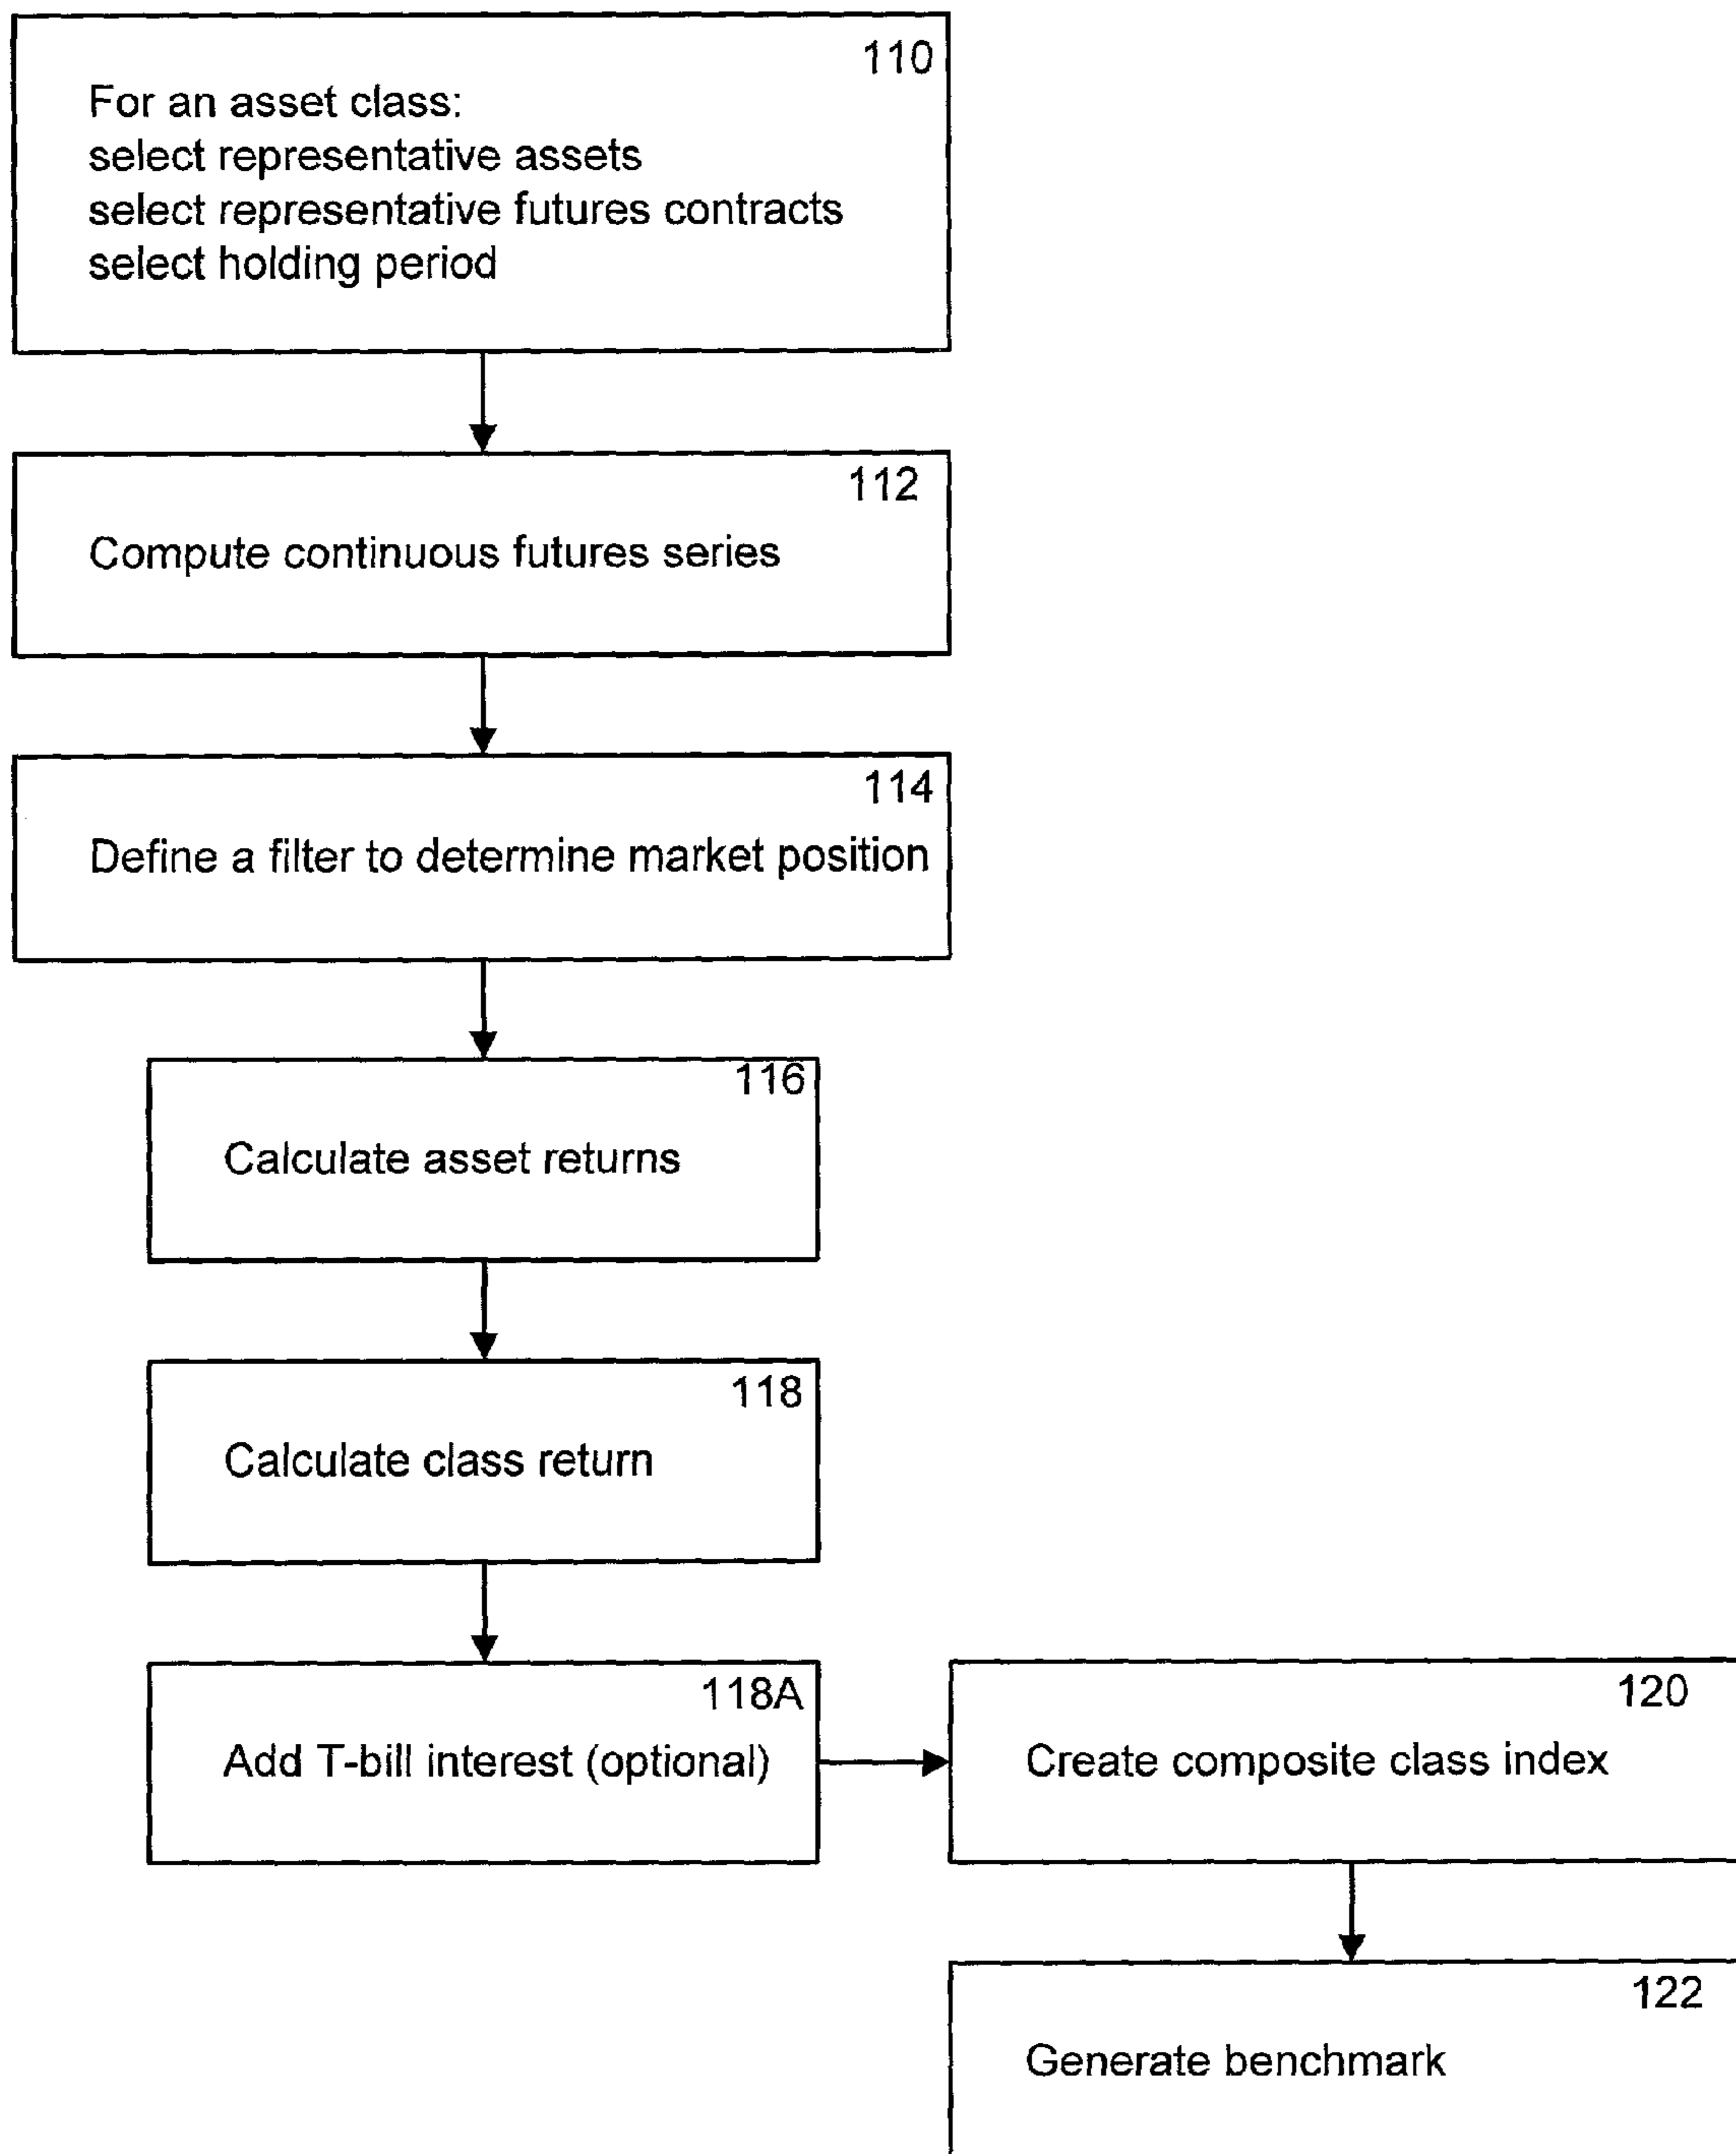 110
For an asset class:
select representative assets
select representative futures contracts
select holding period
112
Compute continuous futures series
114
Define a filter to determine market position
116
Calculate asset returns
118
Calculate class return
118A
Add T-bill interest (optional)
120
Create composite class index
122
Generate benchmark